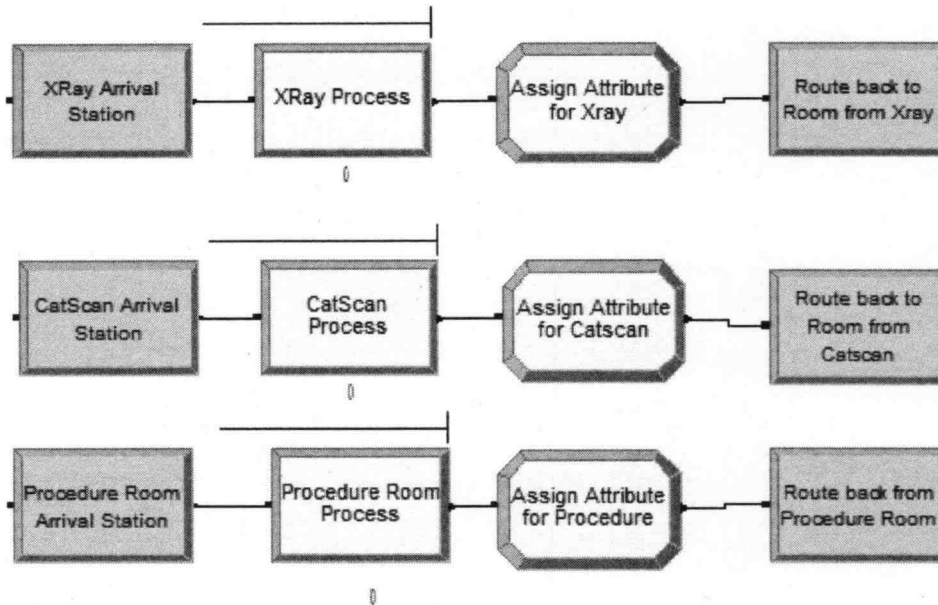 XRay Arrival
Station
XRay Process
Assign Attribute
for Xray
Route back to
Room from Xray
0
CatScan Arrival
Station
CatScan
Process
Assign Attribute
for Catscan
Route back to
Room from
Catscan
0
Procedure Room
Arrival Station
Procedure Room
Process
Assign Attribute
for Procedure
Route back from
Procedure Room
0